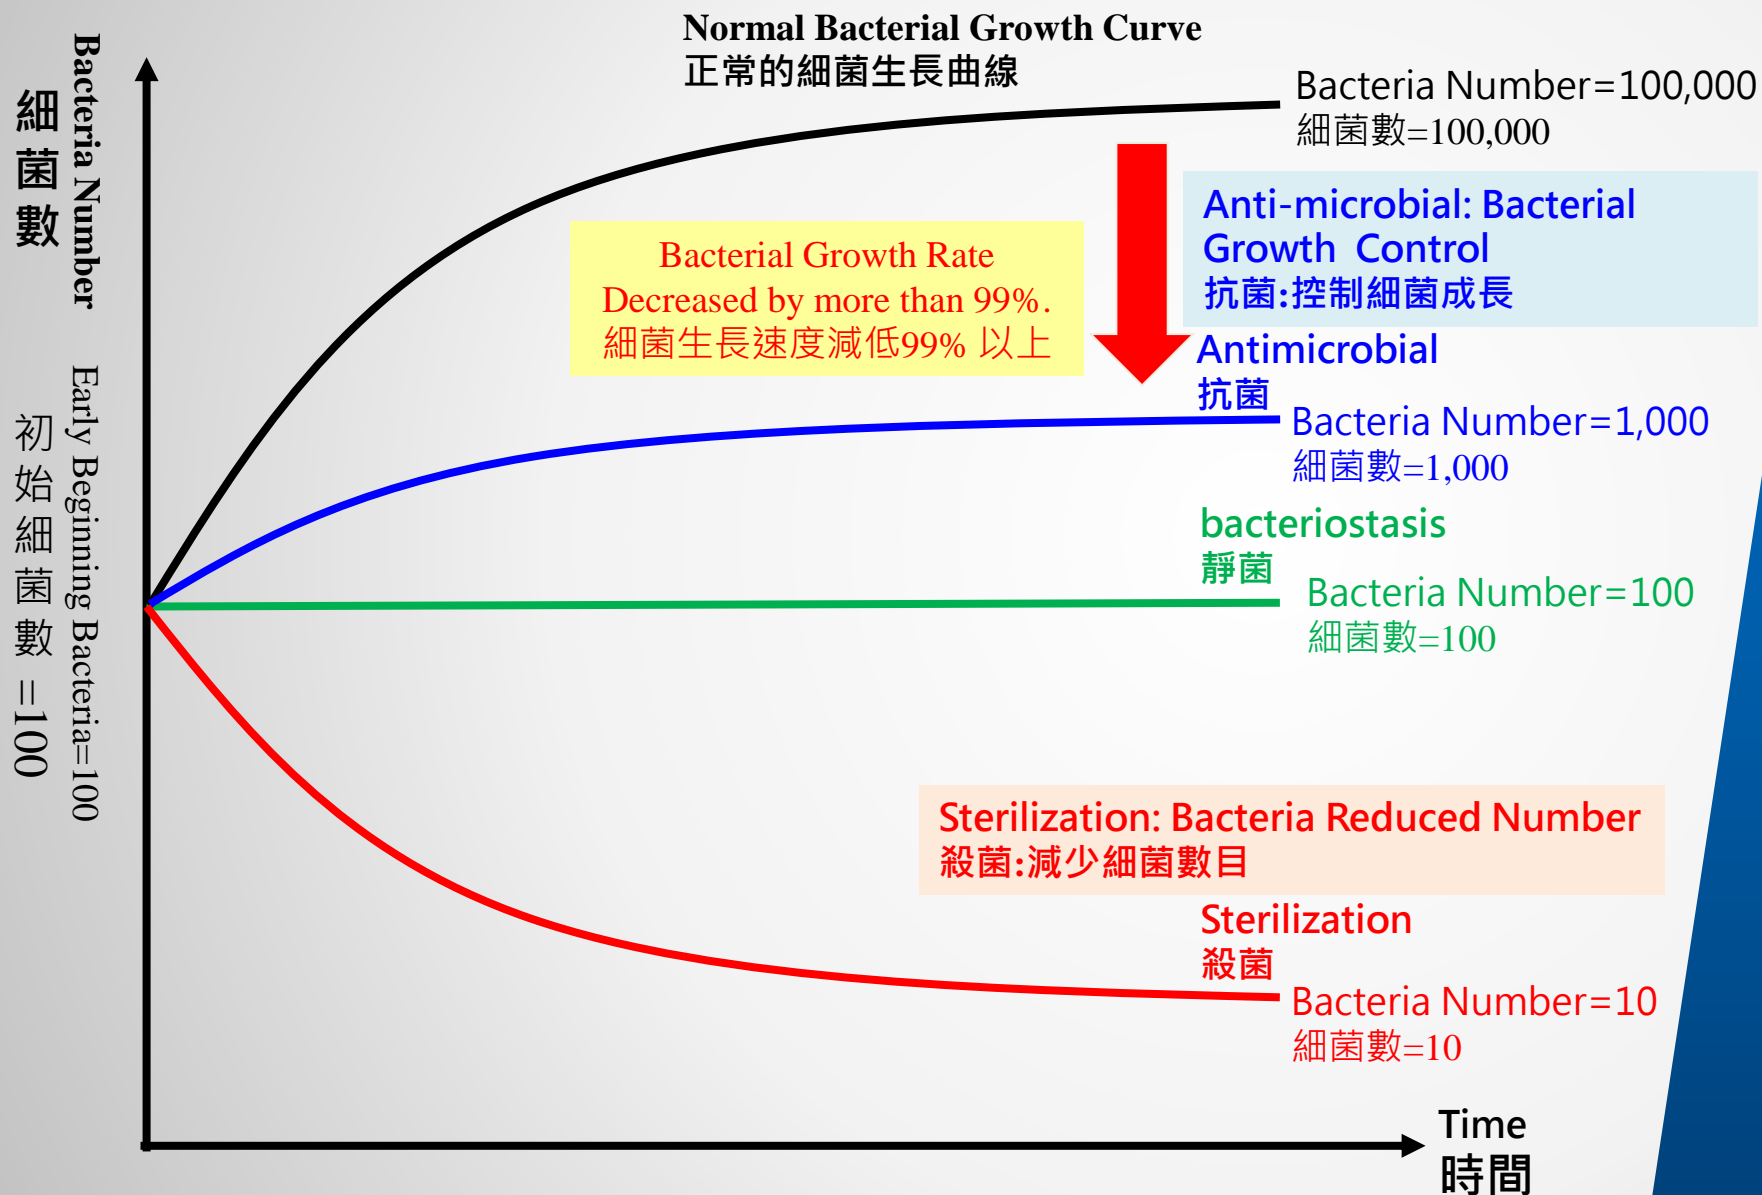 Normal Bacterial Growth Curve
正常的細菌生長曲線
Bacteria Number
細菌數
Early Beginning Bacteria=100
初始細菌數 =100
Bacteria Number=100,000
細菌數=100,000
Anti-microbial: Bacterial
Growth Control
抗菌:控制細菌成長
Bacterial Growth Rate
Decreased by more than 99%.
細菌生長速度減低99% 以上
Antimicrobial
抗菌
Bacteria Number=1,000
細菌數=1,000
bacteriostasis
靜菌
Bacteria Number=100
細菌數=100
Sterilization: Bacteria Reduced Number
殺菌:減少細菌數目
Sterilization
殺菌
Bacteria Number=10
細菌數=10
Time
時間